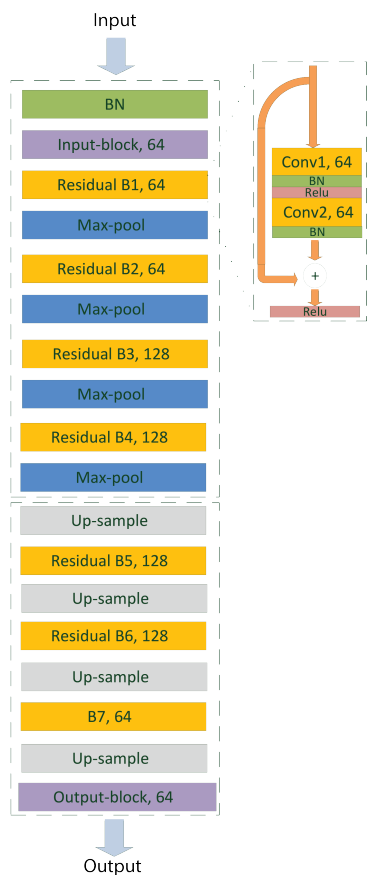 Input
BN
Input-block, 64
Residual B1, 64
Max-pool
Residual B2, 64
Max-pool
Residual B3, 128
Max-pool
Residual B4, 128
Max-pool
Up-sample
Residual B5, 128
Up-sample
Residual B6, 128
Up-sample
B7, 64
Up-sample
Output-block, 64
Output
Conv1, 64
BN
Relu
Conv2, 64
BN
+
Relu